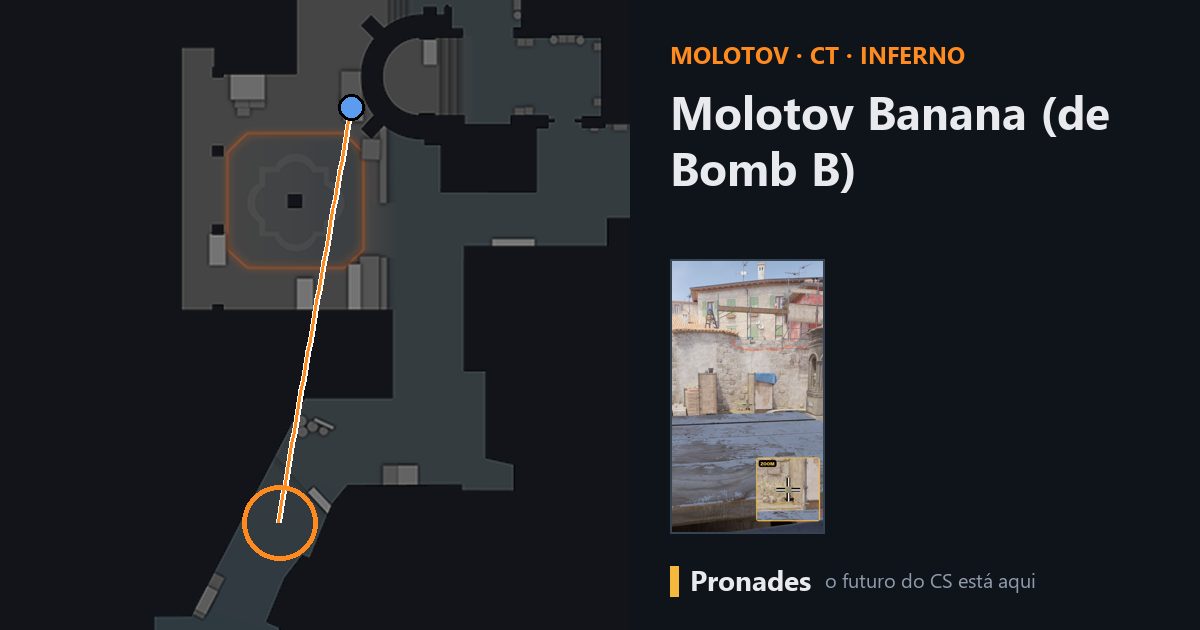 MOLOTOV · CT · INFERNO
Molotov Banana (de
Bomb B)
ZOOM
Pronades o futuro do CS está aqui